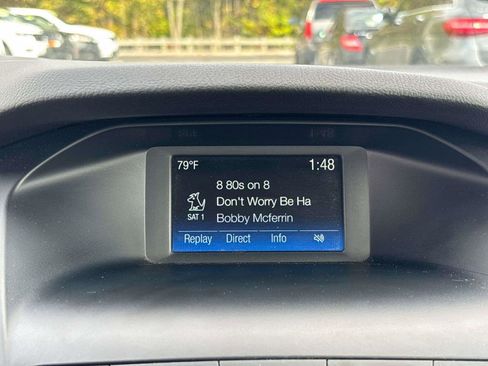 79°F 1:48
8 80s on 8
Don't Worry Be Ha
SAT 1 Bobby Mcferrin
Replay Direct Info